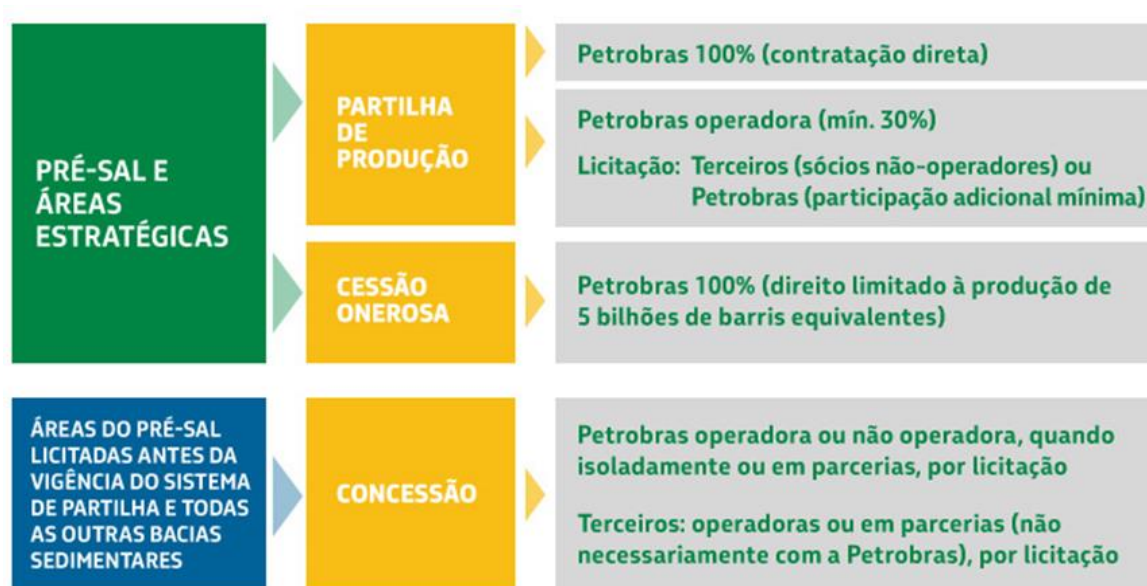 PRÉ-SAL E
ÁREAS
ESTRATÉGICAS
PARTILHA
DE
PRODUÇÃO
Petrobras 100% (contratação direta)
Petrobras operadora (mín. 30%)
Licitação: Terceiros (sócios não-operadores) ou
Petrobras (participação adicional mínima)
CESSÃO
ONEROSA
Petrobras 100% (direito limitado à produção de
5 bilhões de barris equivalentes)
ÁREAS DO PRÉ-SAL
LICITADAS ANTES DA
VIGÊNCIA DO SISTEMA
DE PARTILHA E TODAS
AS OUTRAS BACIAS
SEDIMENTARES
CONCESSÃO
Petrobras operadora ou não operadora, quando
isoladamente ou em parcerias, por licitação
Terceiros: operadoras ou em parcerias (não
necessariamente com a Petrobras), por licitação